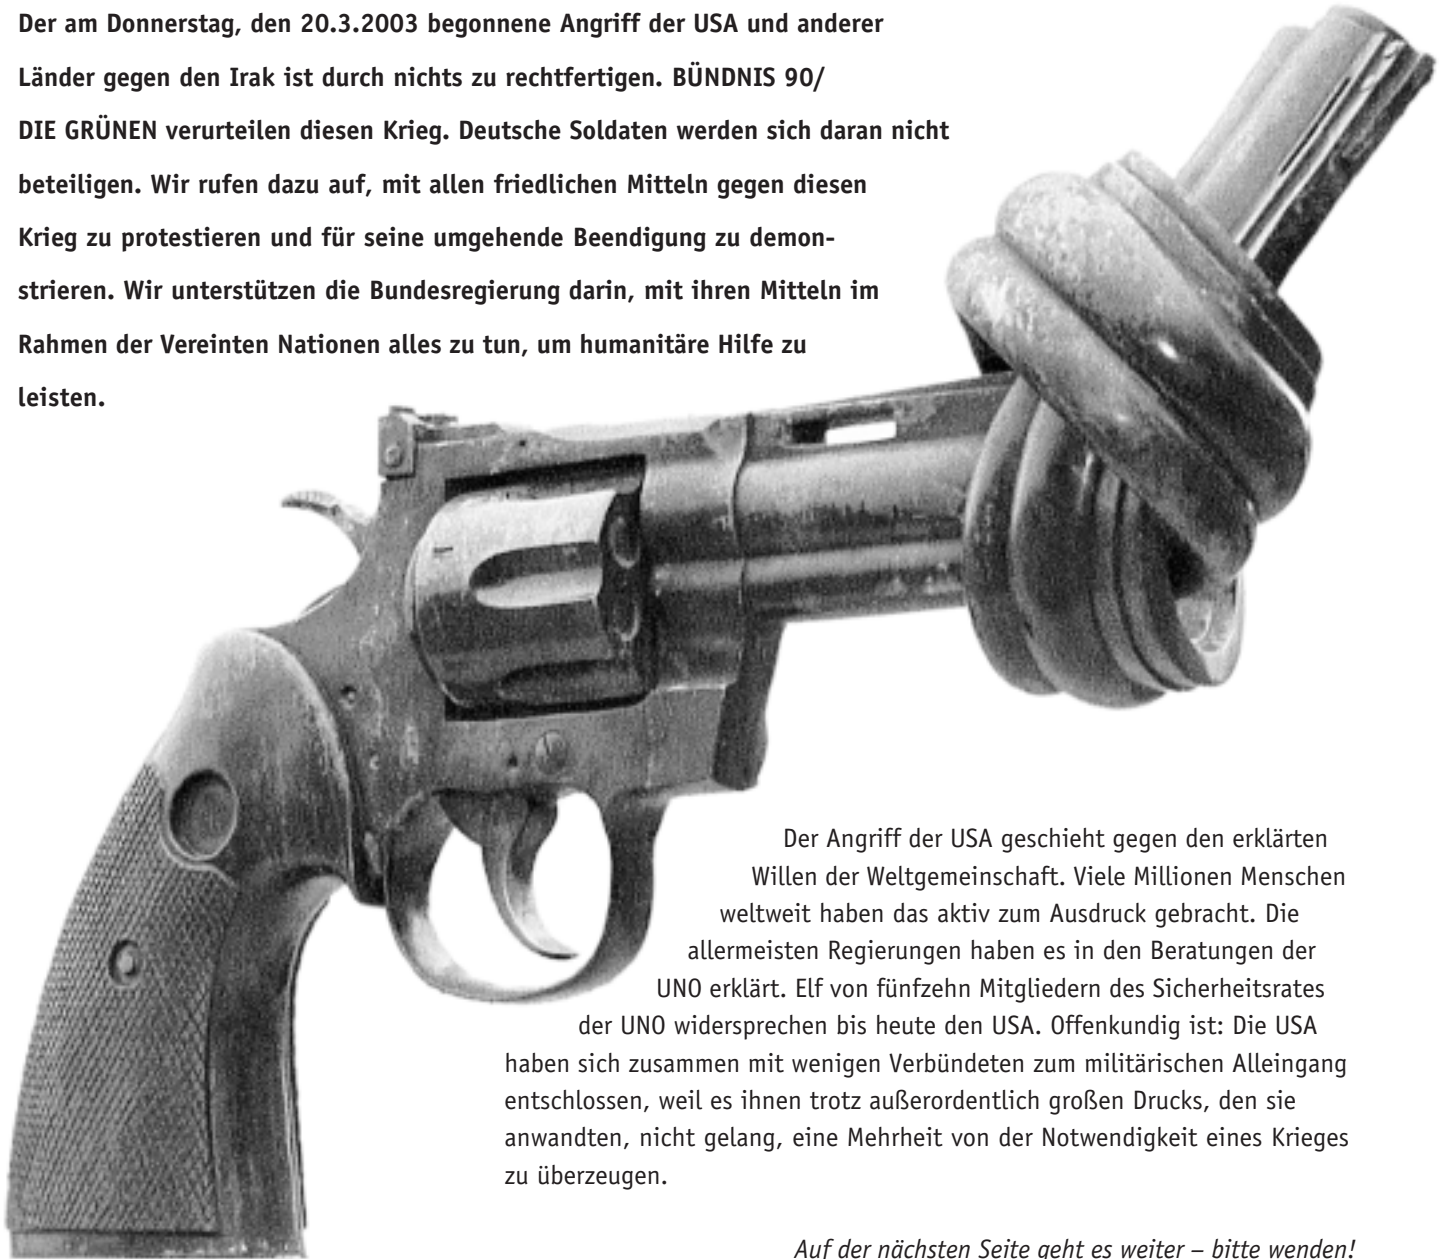 Der am Donnerstag, den 20.3.2003 begonnene Angriff der USA und anderer
Länder gegen den Irak ist durch nichts zu rechtfertigen. BÜNDNIS 90/
DIE GRÜNEN verurteilen diesen Krieg. Deutsche Soldaten werden sich daran nicht
beteiligen. Wir rufen dazu auf, mit allen friedlichen Mitteln gegen diesen
Krieg zu protestieren und für seine umgehende Beendigung zu demon-
strieren. Wir unterstützen die Bundesregierung darin, mit ihren Mitteln im
Rahmen der Vereinten Nationen alles zu tun, um humanitäre Hilfe zu
leisten.
Der Angriff der USA geschieht gegen den erklärten
Willen der Weltgemeinschaft. Viele Millionen Menschen
weltweit haben das aktiv zum Ausdruck gebracht. Die
allermeisten Regierungen haben es in den Beratungen der
UNO erklärt. Elf von fünfzehn Mitgliedern des Sicherheitsrates
der UNO widersprechen bis heute den USA. Offenkundig ist: Die USA
haben sich zusammen mit wenigen Verbündeten zum militärischen Alleingang
entschlossen, weil es ihnen trotz außerordentlich großen Drucks, den sie
anwandten, nicht gelang, eine Mehrheit von der Notwendigkeit eines Krieges
zu überzeugen.
Auf der nächsten Seite geht es weiter – bitte wenden!